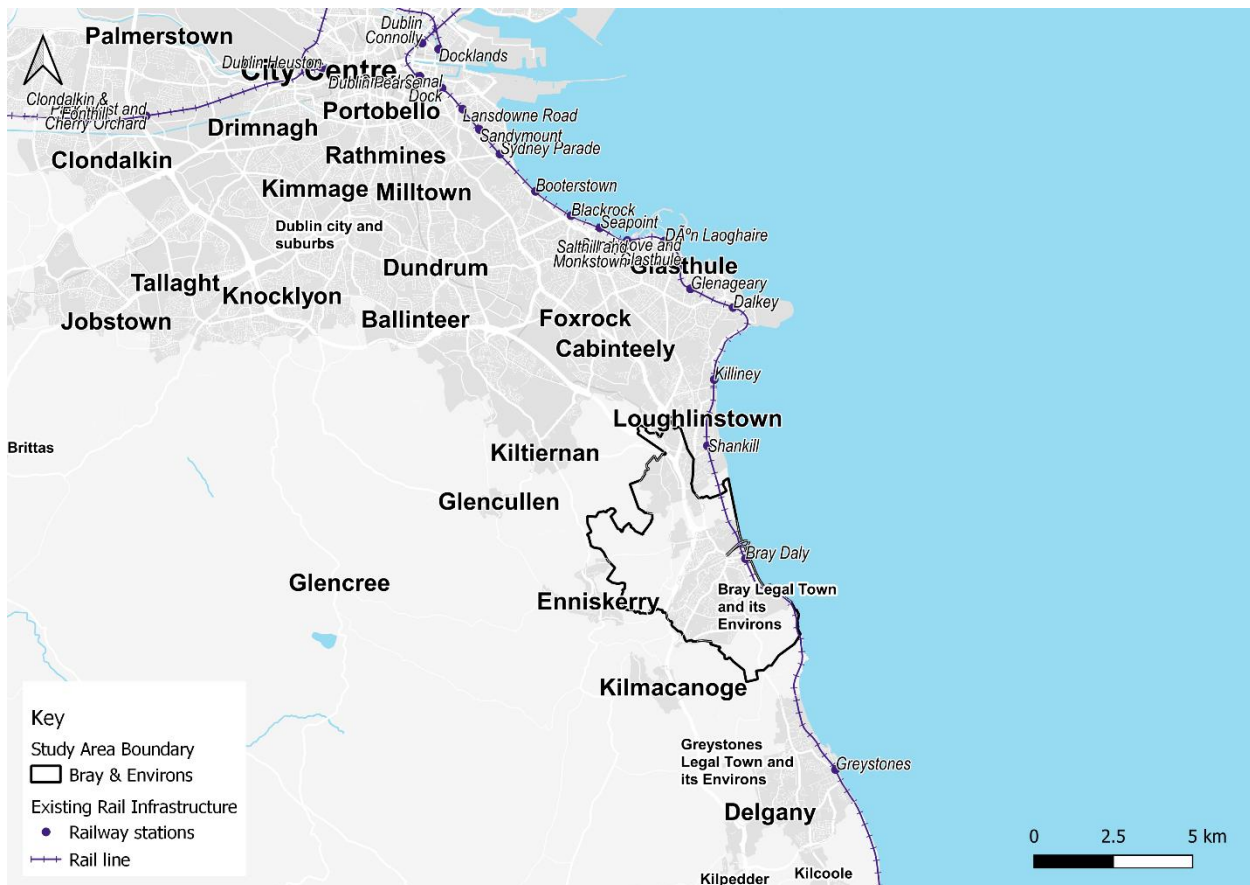 Dublin
Connolly
Palmerstown
Docklands
Dublin Heuston
City Centre
Dublin Pearse
Canal
Dock
Clondalkin &
Fonthill
Cherry Orchard
Portobello
Lansdowne Road
Drimnagh
Sandymount
Clondalkin
Rathmines
Sydney Parade
Kimmage
Milltown
Booterstown
Blackrock
Dublin city and
suburbs
Seapoint
DÃºn Laoghaire
Salthill and
Monkstown
Glasthule
Glasthule
Dundrum
Tallaght
Knocklyon
Glenageary
Dalkey
Jobstown
Ballinteer
Foxrock
Cabinteely
Killiney
Loughlinstown
Brittas
Kiltiernan
Shankill
Glencullen
Bray Daly
Glencree
Enniskerry
Bray Legal Town
and its
Environs
Kilmacanoge
Greystones
Legal Town and
its Environs
Greystones
Delgany
Kilpedder
Kilcoole
Key
Study Area Boundary
Bray & Environs
Existing Rail Infrastructure
Railway stations
Rail line
0 2.5 5 km